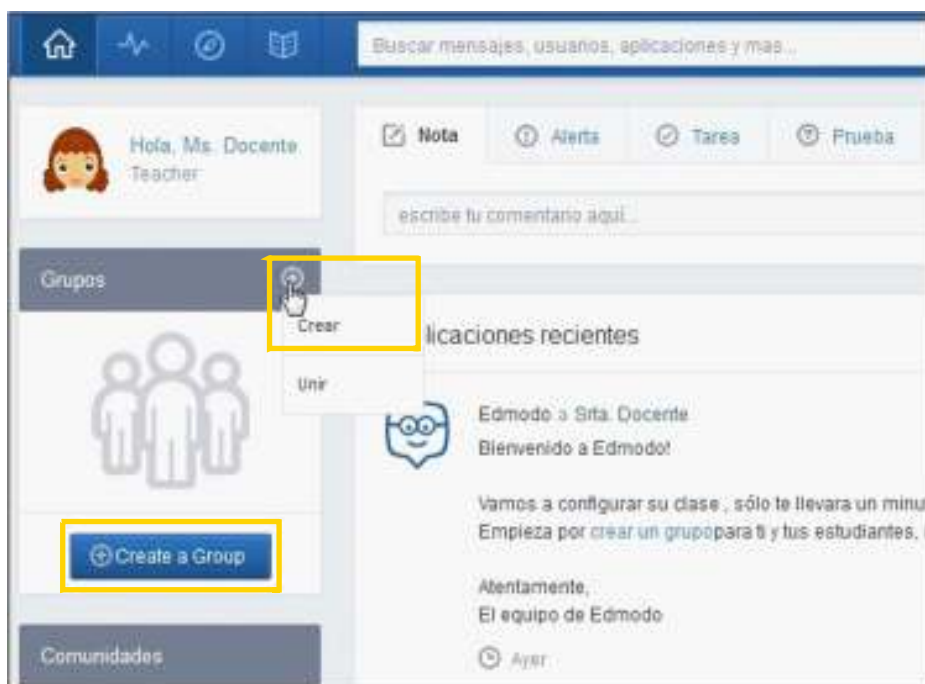 Buscar mensajes, usuarios, aplicaciones y mas...
Hola, Ms. Docente
Teacher
Nota
Alerta
Tarea
Prueba
escribe tu comentario aquí...
Grupos
Crear
Unir
licaciones recientes
Edmodo a Srta. Docente
Bienvenido a Edmodo!
Vamos a configurar su clase , sólo te llevara un minu
Empieza por crear un grupopara ti y tus estudiantes,
Atentamente,
El equipo de Edmodo
Ayer
Create a Group
Comunidades